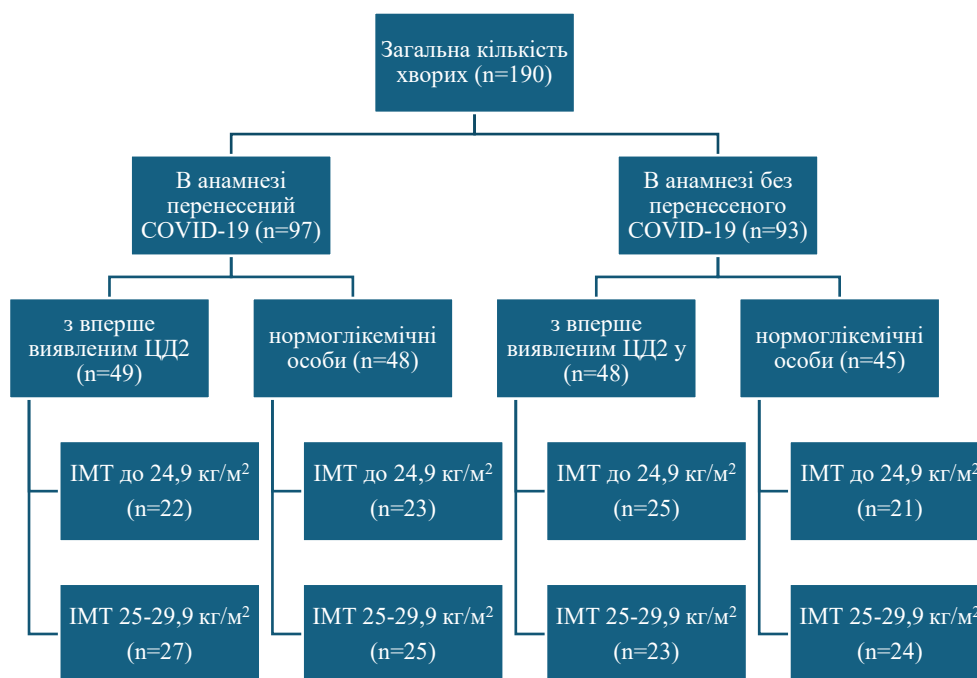 Загальна кількість
хворих (n=190)
В анамнезі
перенесений
COVID-19 (n=97)
В анамнезі без
перенесеного
COVID-19 (n=93)
з вперше
виявленим ЦД2
(n=49)
нормоглікемічні
особи (n=48)
з вперше
виявленим ЦД2 у
(n=48)
нормоглікемічні
особи (n=45)
ІМТ до 24,9 кг/м²
(n=22)
ІМТ до 24,9 кг/м²
(n=23)
ІМТ до 24,9 кг/м²
(n=25)
ІМТ до 24,9 кг/м²
(n=21)
ІМТ 25-29,9 кг/м²
(n=27)
ІМТ 25-29,9 кг/м²
(n=25)
ІМТ 25-29,9 кг/м²
(n=23)
ІМТ 25-29,9 кг/м²
(n=24)